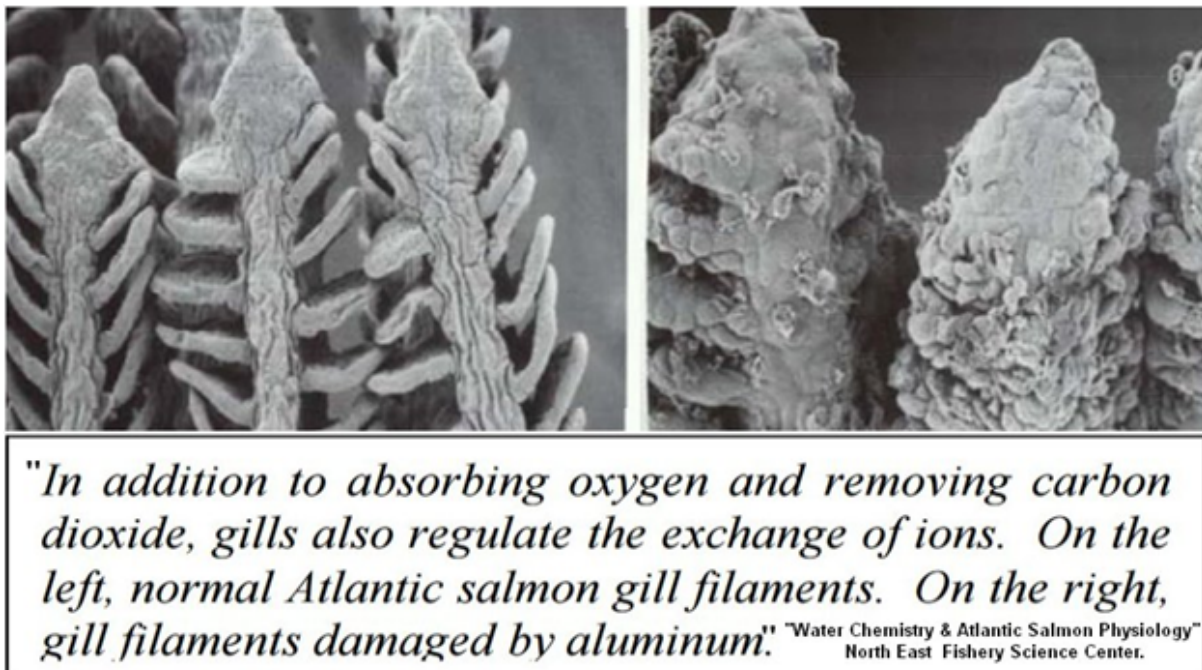 "In addition to absorbing oxygen and removing carbon
dioxide, gills also regulate the exchange of ions. On the
left, normal Atlantic salmon gill filaments. On the right,
gill filaments damaged by aluminum."
"Water Chemistry & Atlantic Salmon Physiology"
North East Fishery Science Center.